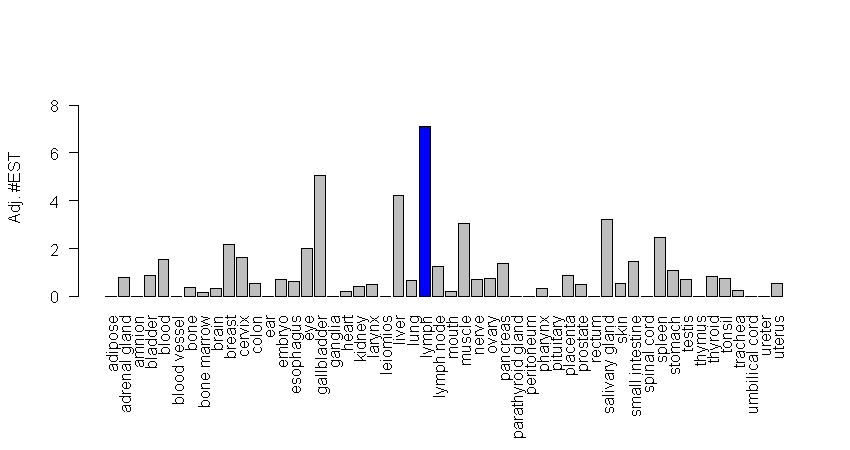 8
6
4
2
0
Adj. #EST
adipose
adrenal gland
amnion
bladder
blood
blood vessel
bone
bone marrow
brain
breast
cervix
colon
ear
embryo
esophagus
eye
gallbladder
ganglia
heart
kidney
larynx
leiomios
liver
lung
lymph
lymph node
mouth
muscle
nerve
ovary
pancreas
parathyroid gland
peritoneum
pharynx
pituitary
placenta
prostate
rectum
salivary gland
skin
small intestine
spinal cord
spleen
stomach
testis
thymus
thyroid
tonsil
trachea
umbilical cord
ureter
uterus